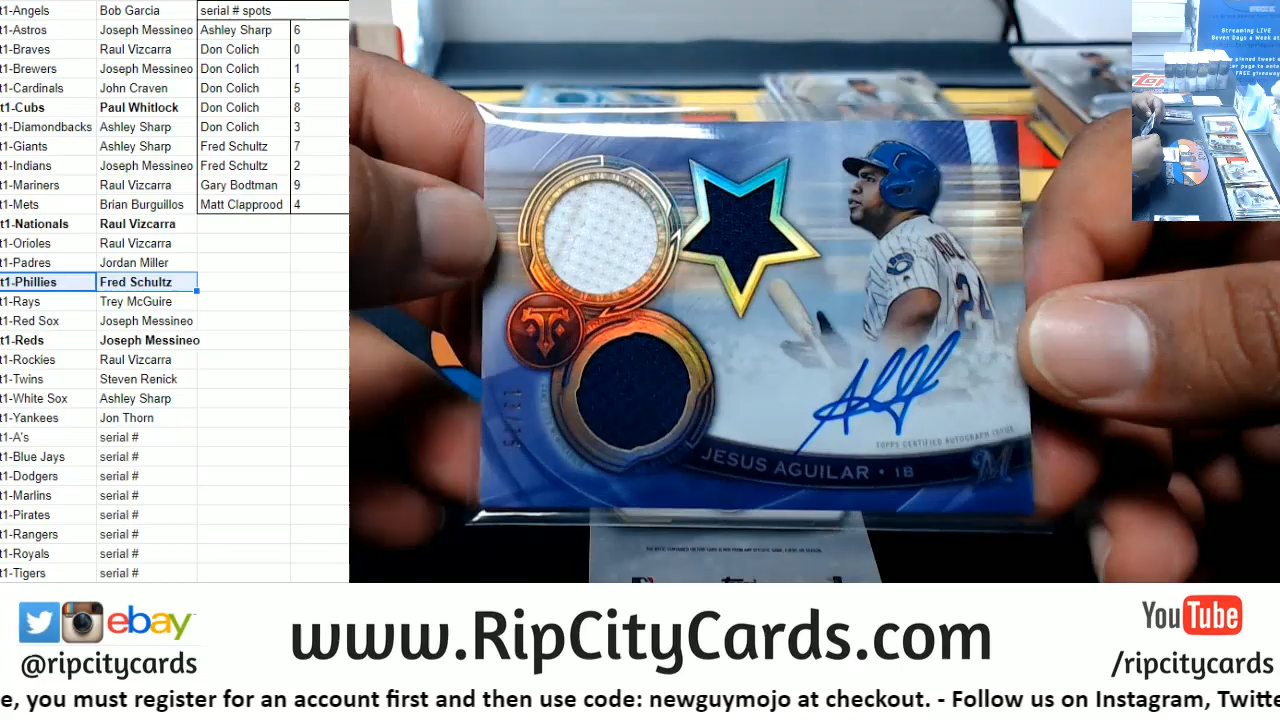 t1-Angels Bob Garcia serial # spots
t1-Astros Joseph Messineo Ashley Sharp 6
t1-Braves Raul Vizcarra Don Colich 0
t1-Brewers Joseph Messineo Don Colich 1
t1-Cardinals John Craven Don Colich 5
t1-Cubs Paul Whitlock Don Colich 8
t1-Diamondbacks Ashley Sharp Don Colich 3
t1-Giants Ashley Sharp Fred Schultz 7
t1-Indians Joseph Messineo Fred Schultz 2
t1-Mariners Raul Vizcarra Gary Bodtman 9
t1-Mets Brian Burguillos Matt Clapprood 4
t1-Nationals Raul Vizcarra
t1-Orioles Raul Vizcarra
t1-Padres Jordan Miller
t1-Phillies Fred Schultz
t1-Rays Trey McGuire
t1-Red Sox Joseph Messineo
t1-Reds Joseph Messineo
t1-Rockies Raul Vizcarra
t1-Twins Steven Renick
t1-White Sox Ashley Sharp
t1-Yankees Jon Thorn
t1-A's serial #
t1-Blue Jays serial #
t1-Dodgers serial #
t1-Marlins serial #
t1-Pirates serial #
t1-Rangers serial #
t1-Royals serial #
t1-Tigers serial #
24
TOPPS CERTIFIED AUTOGRAPH ISSUE
JESUS AGUILAR • 1B
M
Streaming LIVE
Seven Days a Week at
FREE giveaway
topps
ebay
@ripcitycards
www.RipCityCards.com
YouTube
/ripcitycards
e, you must register for an account first and then use code: newguymojo at checkout. - Follow us on Instagram, Twitte